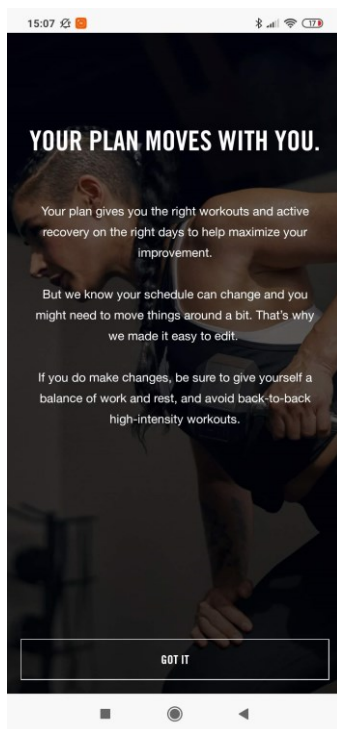 15:07
17
YOUR PLAN MOVES WITH YOU.
Your plan gives you the right workouts and active
recovery on the right days to help maximize your
improvement.
But we know your schedule can change and you
might need to move things around a bit. That's why
we made it easy to edit.
If you do make changes, be sure to give yourself a
balance of work and rest, and avoid back-to-back
high-intensity workouts.
GOT IT